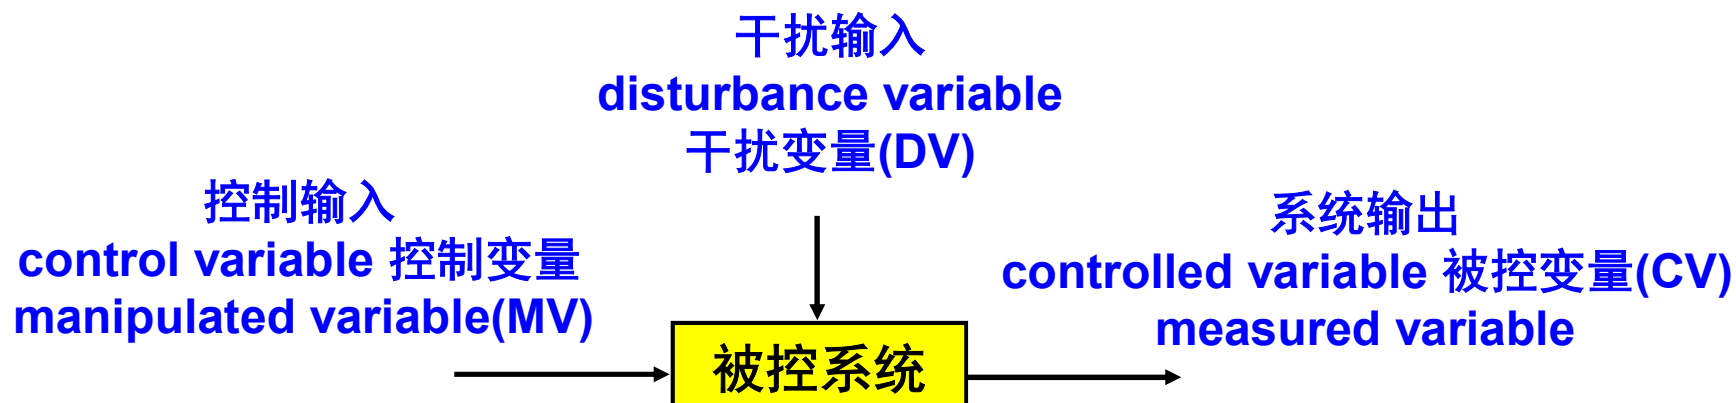 干扰输入
disturbance variable
干扰变量(DV)
控制输入
control variable 控制变量
manipulated variable(MV)
系统输出
controlled variable 被控变量(CV)
measured variable
被控系统